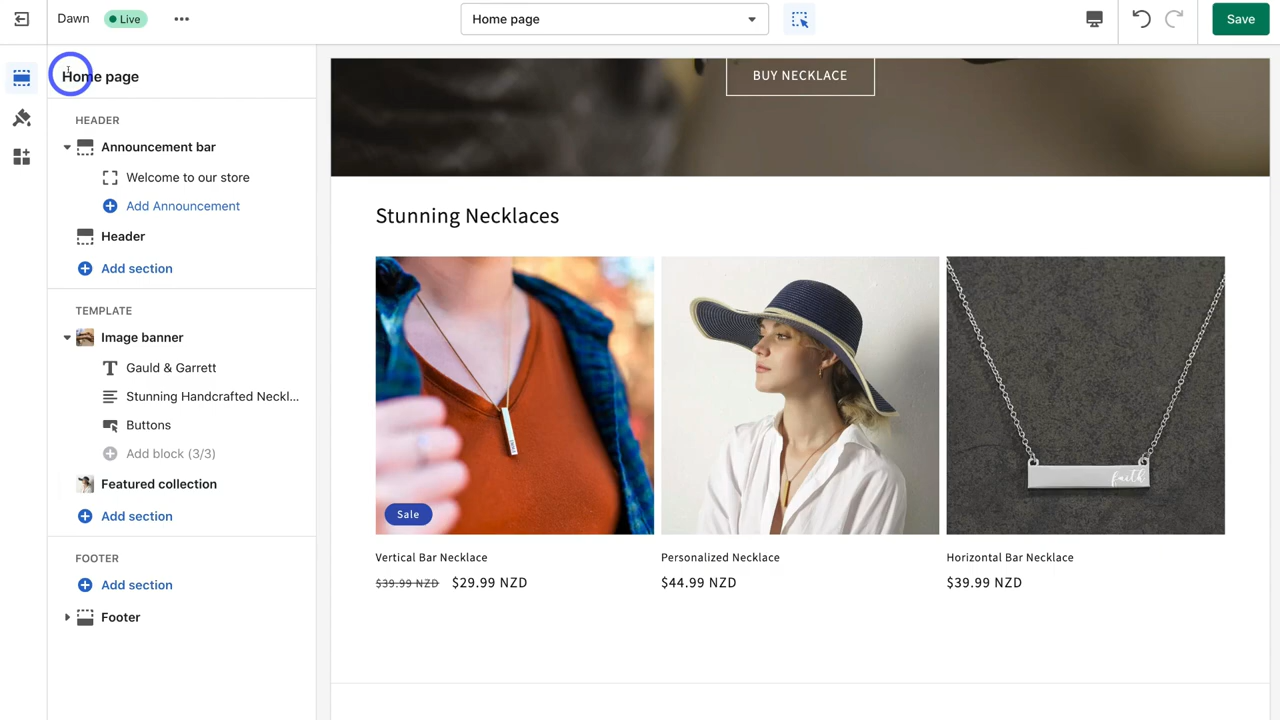 Dawn
Live
Home page
Save
Home page
HEADER
Announcement bar
Welcome to our store
Add Announcement
Header
Add section
TEMPLATE
Image banner
Gauld & Garrett
Stunning Handcrafted Neckl...
Buttons
Add block (3/3)
Featured collection
Add section
FOOTER
Add section
Footer
BUY NECKLACE
Stunning Necklaces
faith
Sale
Vertical Bar Necklace
$39.99 NZD $29.99 NZD
Personalized Necklace
$44.99 NZD
Horizontal Bar Necklace
$39.99 NZD